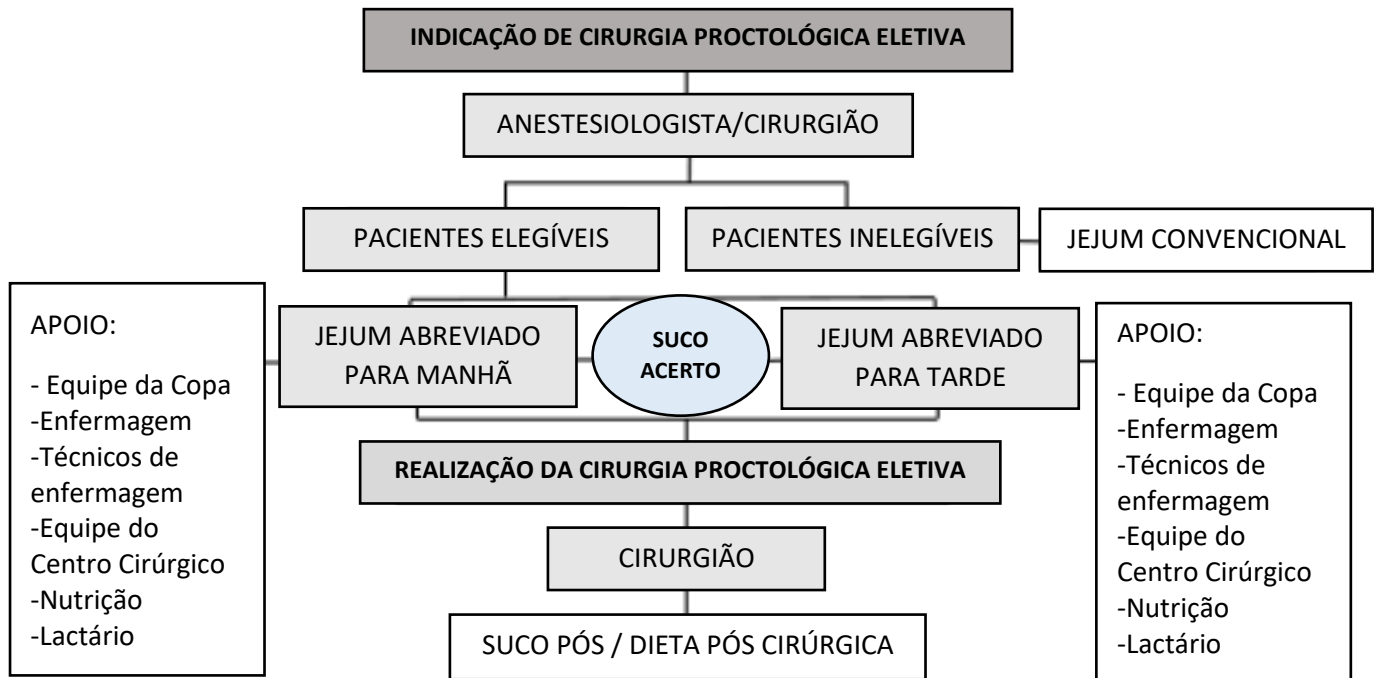 INDICAÇÃO DE CIRURGIA PROCTOLÓGICA ELETIVA
ANESTESIOLOGISTA/CIRURGIÃO
PACIENTES ELEGÍVEIS
PACIENTES INELEGÍVEIS
JEJUM CONVENCIONAL
APOIO:
- Equipe da Copa
-Enfermagem
-Técnicos de
enfermagem
-Equipe do
Centro Cirúrgico
-Nutrição
-Lactário
JEJUM ABREVIADO
PARA MANHÃ
SUCO
ACERTO
JEJUM ABREVIADO
PARA TARDE
APOIO:
- Equipe da Copa
-Enfermagem
-Técnicos de
enfermagem
-Equipe do
Centro Cirúrgico
-Nutrição
-Lactário
REALIZAÇÃO DA CIRURGIA PROCTOLÓGICA ELETIVA
CIRURGIÃO
SUCO PÓS / DIETA PÓS CIRÚRGICA